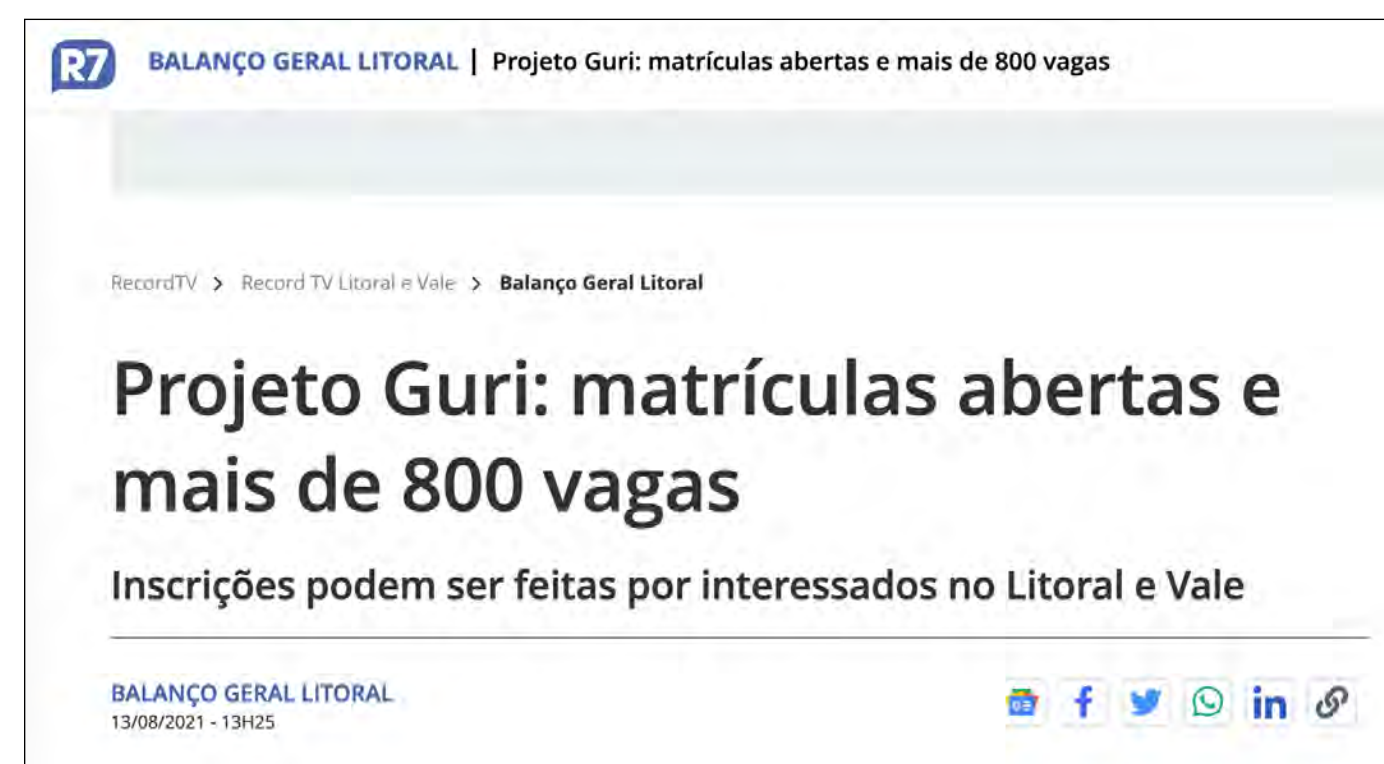 R7 BALANÇO GERAL LITORAL | Projeto Guri: matrículas abertas e mais de 800 vagas
RecordTV > Record TV Litoral e Vale > Balanço Geral Litoral
Projeto Guri: matrículas abertas e
mais de 800 vagas
Inscrições podem ser feitas por interessados no Litoral e Vale
BALANÇO GERAL LITORAL
13/08/2021 - 13H25